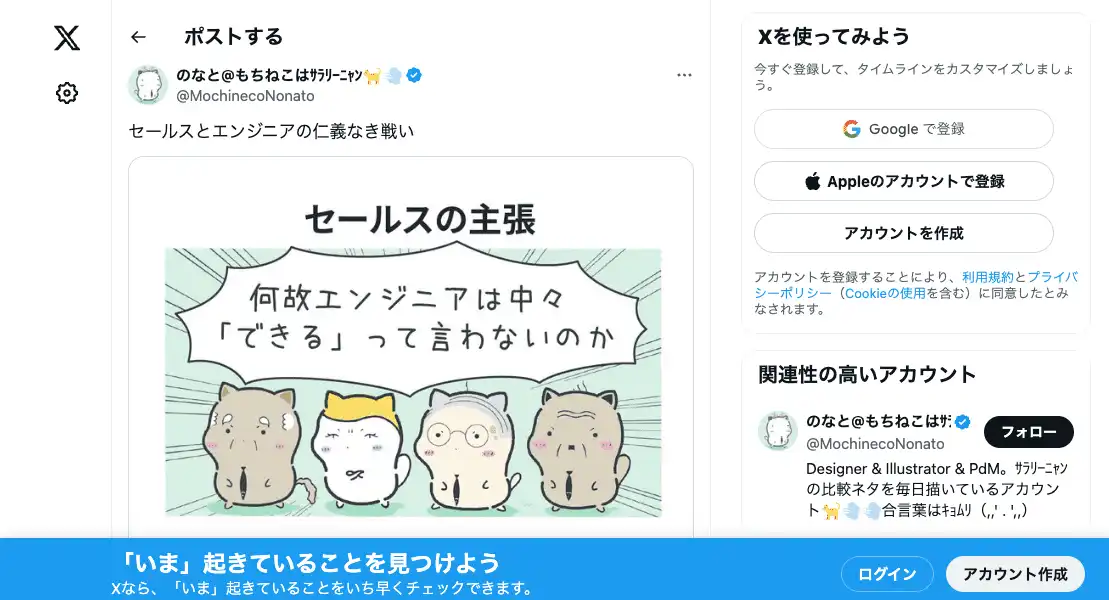 ポストする
のなと@もちねこはｻﾗﾘｰﾆｬﾝ🐈💨
@MochinecoNonato
セールスとエンジニアの仁義なき戦い
セールスの主張
何故エンジニアは中々
「できる」って言わないのか
Xを使ってみよう
今すぐ登録して、タイムラインをカスタマイズしましょ
う。
Google で登録
Appleのアカウントで登録
アカウントを作成
アカウントを登録することにより、利用規約とプライバ
シーポリシー（Cookieの使用を含む）に同意したとみ
なされます。
関連性の高いアカウント
のなと@もちねこはｻ
@MochinecoNonato
フォロー
Designer & Illustrator & PdM。ｻﾗﾘｰﾆｬﾝ
の比較ネタを毎日描いているアカウン
ト🐈💨💨合言葉はｷｮﾑﾘ（,,' . ',,）
「いま」起きていることを見つけよう
Xなら、「いま」起きていることをいち早くチェックできます。
ログイン
アカウント作成